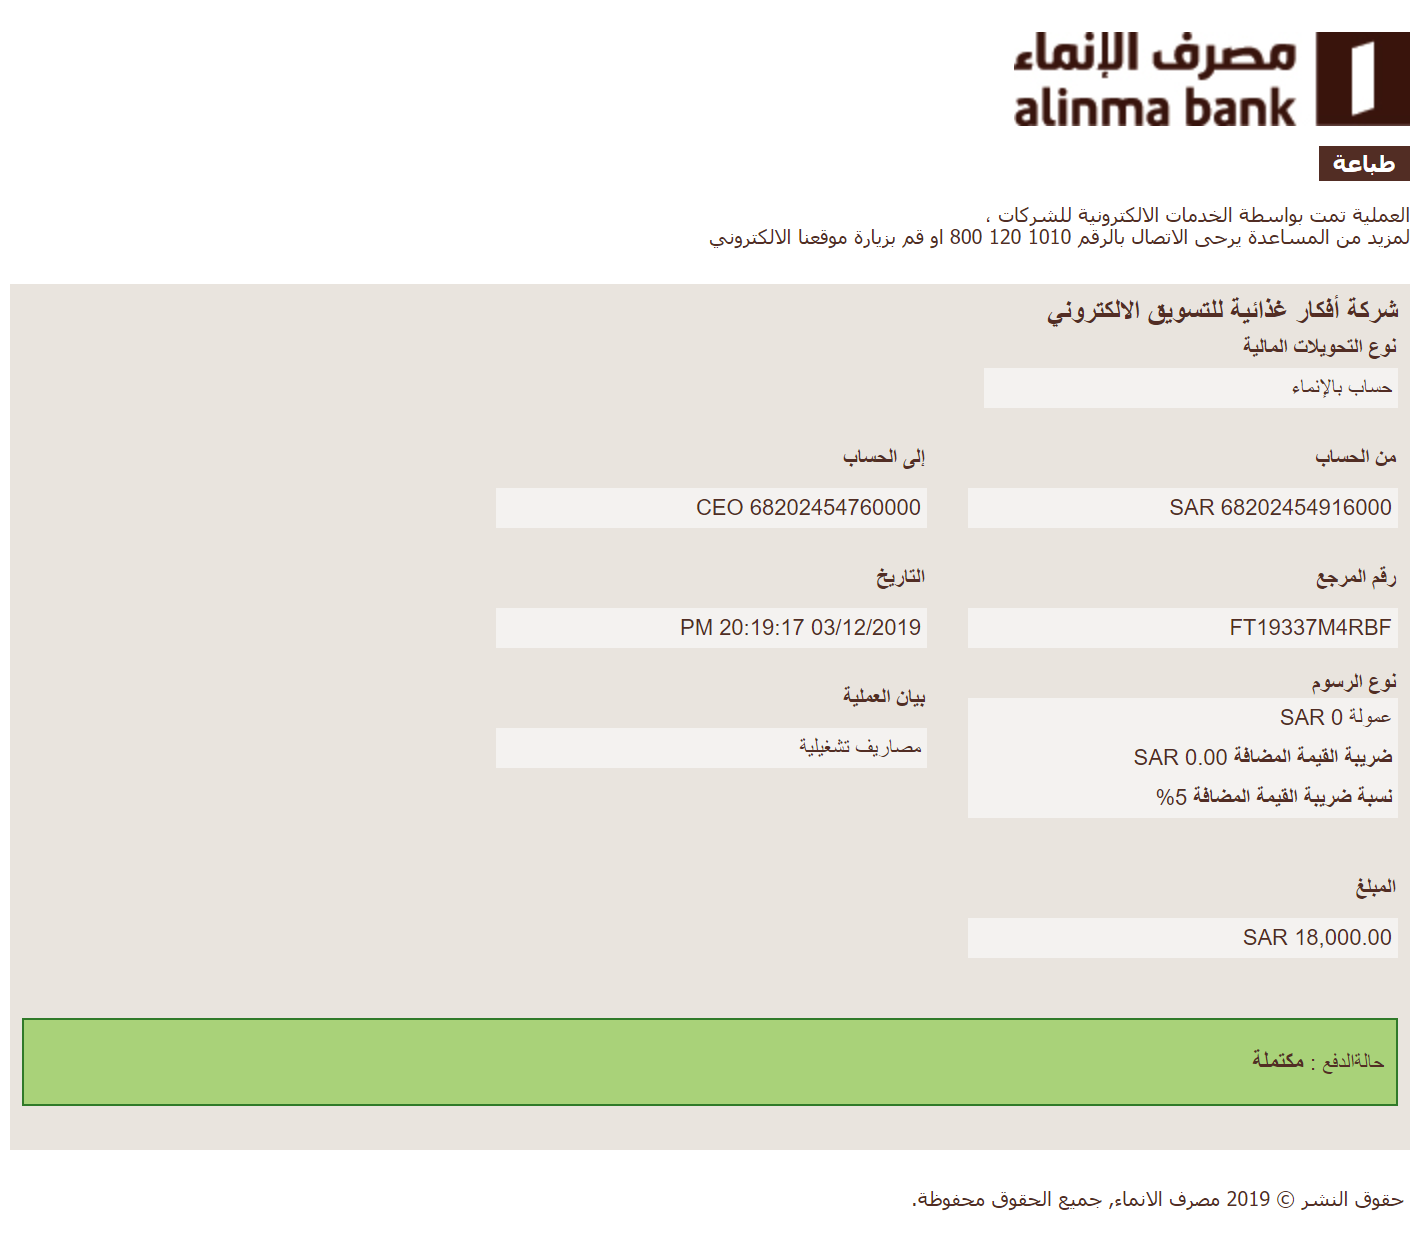 مصرف الإنماء
alinma bank
طباعة
العملية تمت بواسطة الخدمات الالكترونية للشركات ،
لمزيد من المساعدة يرجى الاتصال بالرقم 1010 120 800 او قم بزيارة موقعنا الالكتروني
شركة أفكار غذائية للتسويق الالكتروني
نوع التحويلات المالية
حساب بالإنماء
من الحساب
SAR 68202454916000
إلى الحساب
CEO 68202454760000
رقم المرجع
FT19337M4RBF
التاريخ
PM 20:19:17 03/12/2019
نوع الرسوم
عمولة SAR 0
ضريبة القيمة المضافة SAR 0.00
نسبة ضريبة القيمة المضافة 5%
بيان العملية
مصاريف تشغيلية
المبلغ
SAR 18,000.00
حالةالدفع : مكتملة
حقوق النشر © 2019 مصرف الانماء, جميع الحقوق محفوظة.